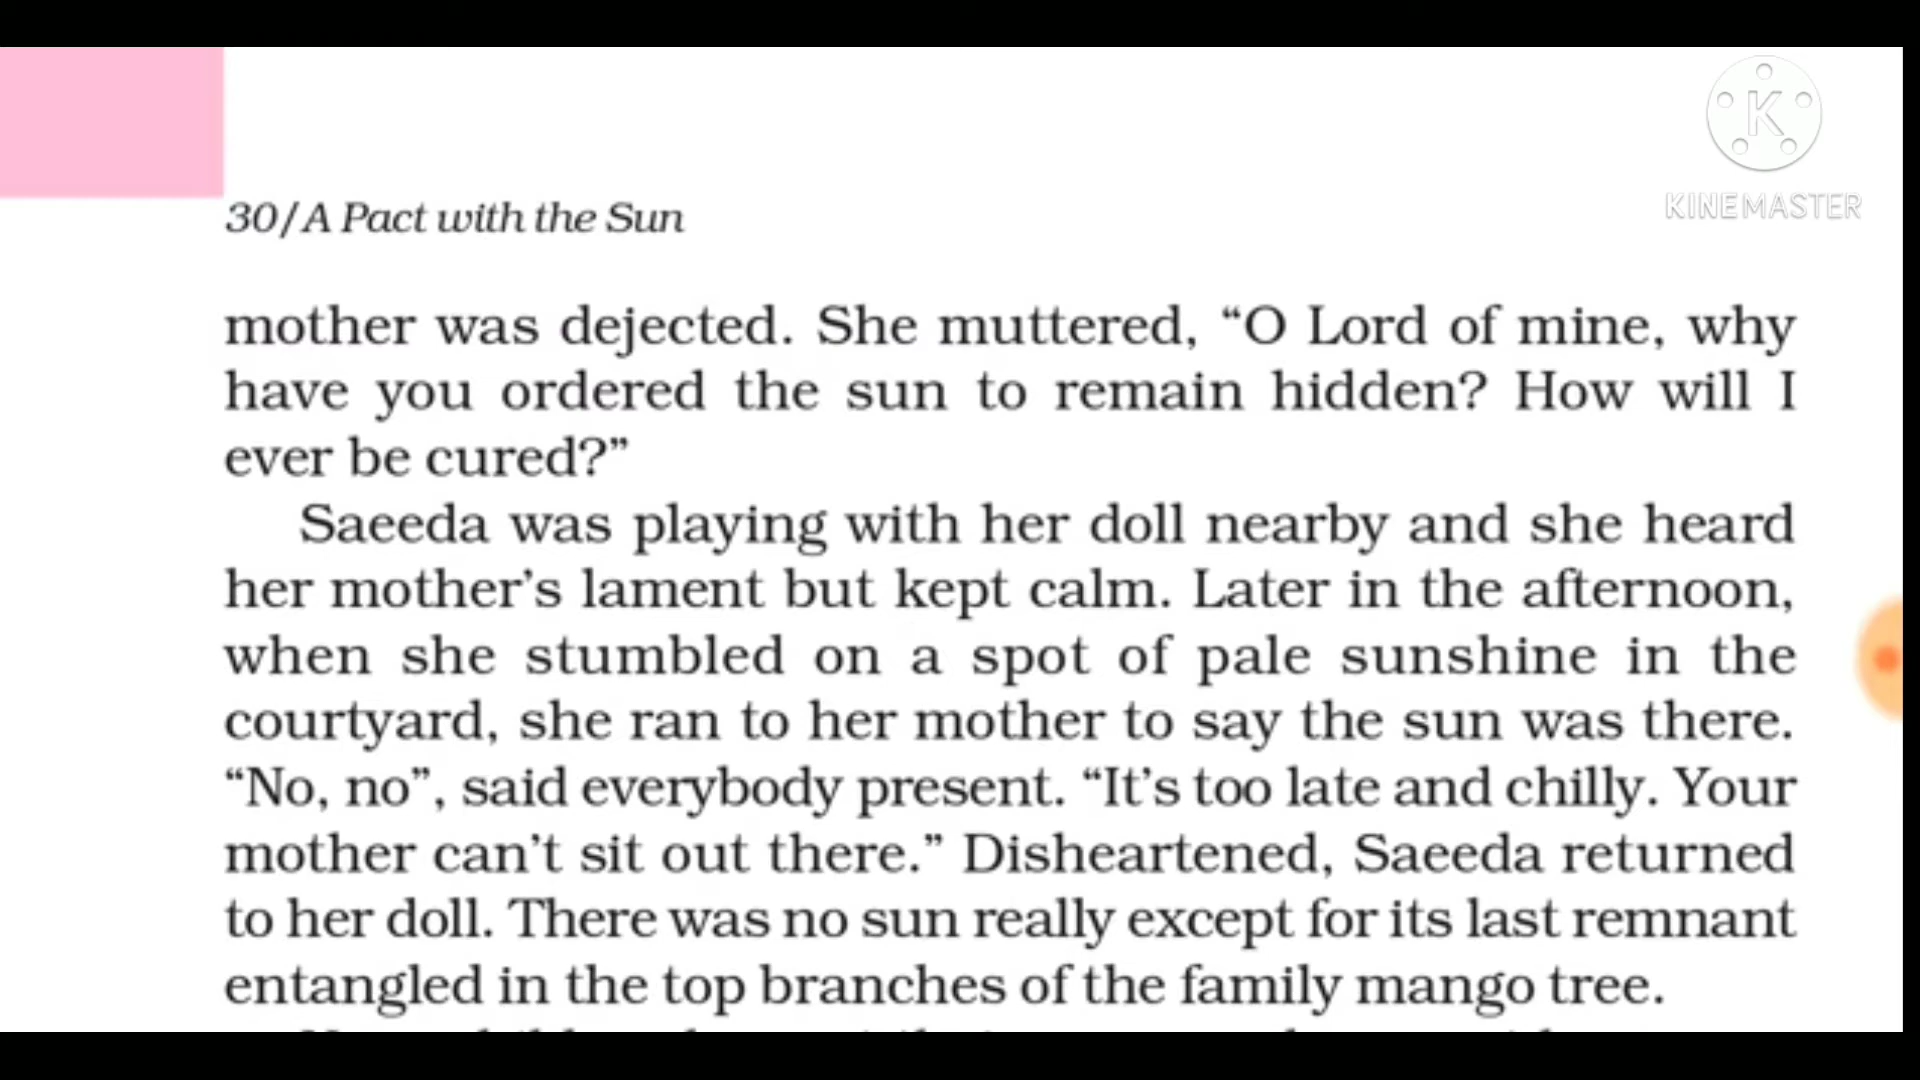 KINEMASTER
30/A Pact with the Sun
mother was dejected. She muttered, “O Lord of mine, why
have you ordered the sun to remain hidden? How will I
ever be cured?”
Saeeda was playing with her doll nearby and she heard
her mother’s lament but kept calm. Later in the afternoon,
when she stumbled on a spot of pale sunshine in the
courtyard, she ran to her mother to say the sun was there.
“No, no”, said everybody present. “It’s too late and chilly. Your
mother can’t sit out there.” Disheartened, Saeeda returned
to her doll. There was no sun really except for its last remnant
entangled in the top branches of the family mango tree.